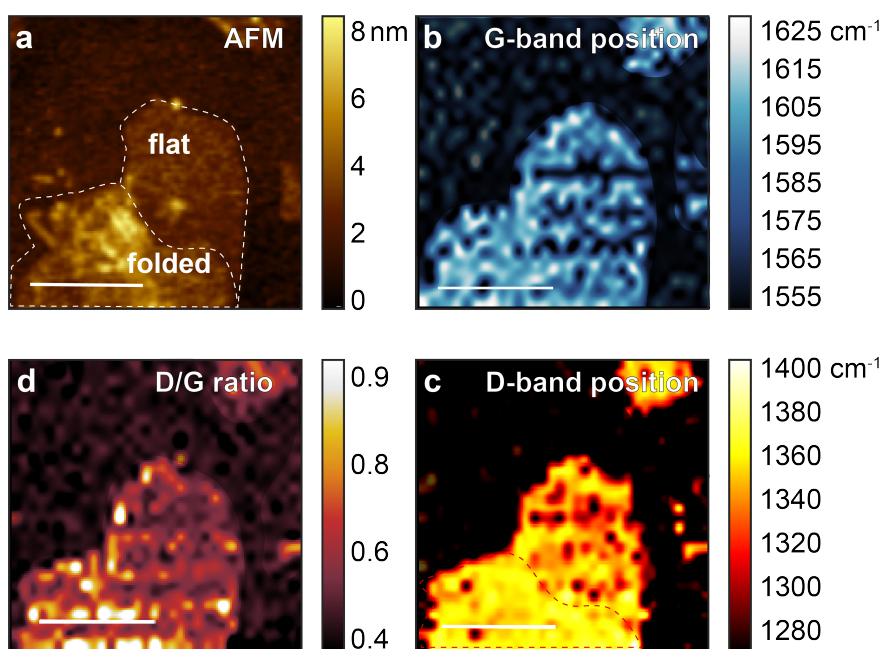 a AFM
flat
folded
8 nm
6
4
2
0
b G-band position
1625 cm-1
1615
1605
1595
1585
1575
1565
1555
d D/G ratio
0.9
0.8
0.6
0.4
c D-band position
1400 cm-1
1380
1360
1340
1320
1300
1280